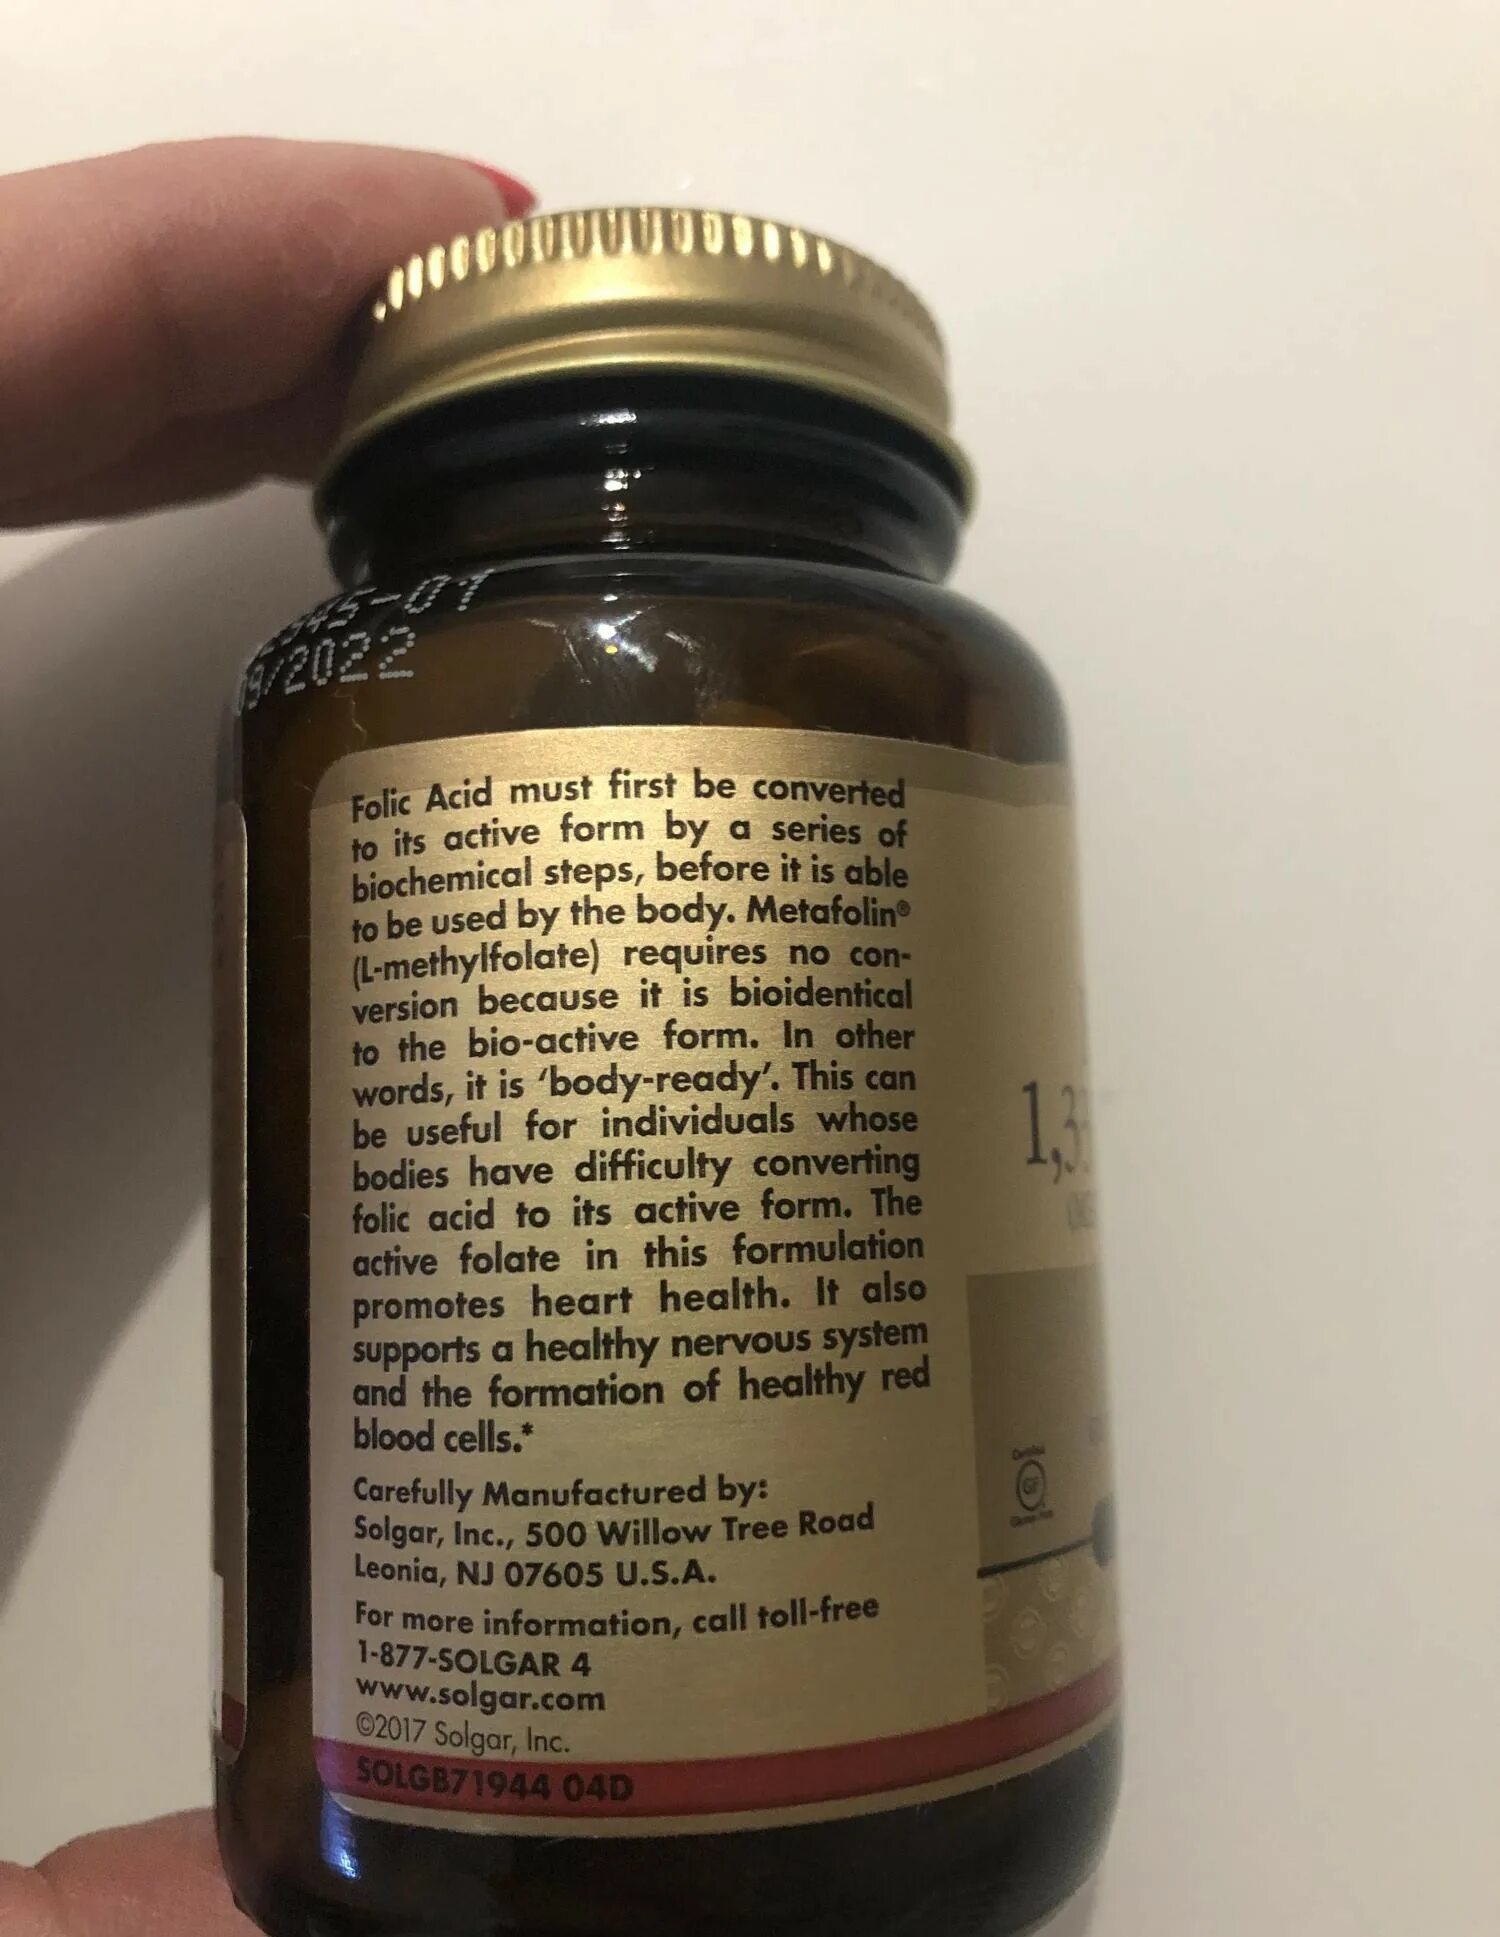 /2022
Folic Acid must first be converted
to its active form by a series of
biochemical steps, before it is able
to be used by the body. Metafolin®
(L-methylfolate) requires no con-
version because it is bioidentical
to the bio-active form. In other
words, it is ‘body-ready’. This can
be useful for individuals whose
bodies have difficulty converting
folic acid to its active form. The
active folate in this formulation
promotes heart health. It also
supports a healthy nervous system
and the formation of healthy red
blood cells.*
Carefully Manufactured by:
Solgar, Inc., 500 Willow Tree Road
Leonia, NJ 07605 U.S.A.
For more information, call toll-free
1-877-SOLGAR 4
www.solgar.com
©2017 Solgar, Inc.
SOLGB71944 04D
1,33
Certified
GF